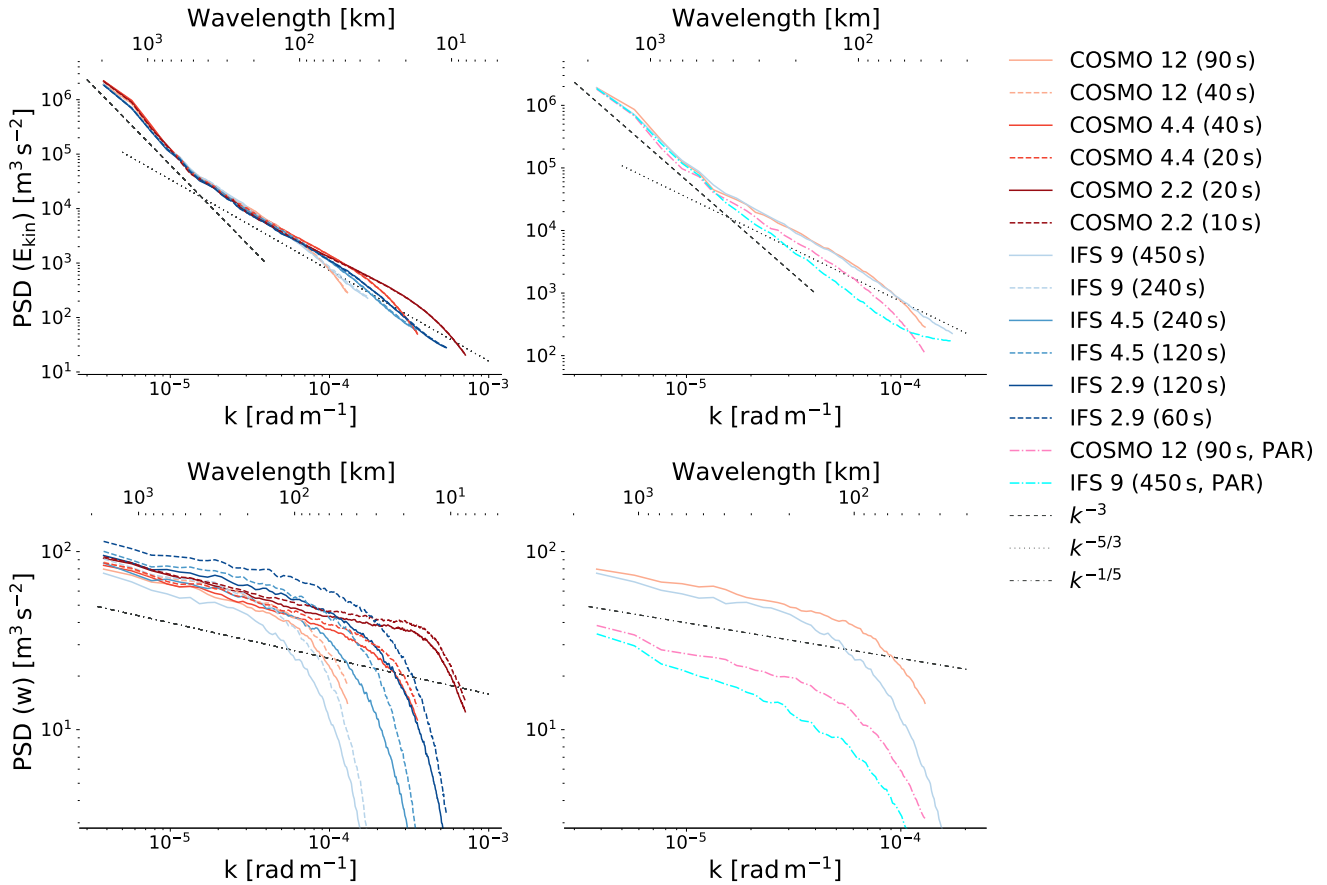 Wavelength [km]
10³ 10² 10¹
PSD (E_kin) [m³ s⁻²]
10⁶
10⁵
10⁴
10³
10²
10¹
10⁻⁵ 10⁻⁴ 10⁻³
k [rad m⁻¹]
Wavelength [km]
10³ 10²
10⁶
10⁵
10⁴
10³
10²
10⁻⁵ 10⁻⁴
k [rad m⁻¹]
COSMO 12 (90 s)
COSMO 12 (40 s)
COSMO 4.4 (40 s)
COSMO 4.4 (20 s)
COSMO 2.2 (20 s)
COSMO 2.2 (10 s)
IFS 9 (450 s)
IFS 9 (240 s)
IFS 4.5 (240 s)
IFS 4.5 (120 s)
IFS 2.9 (120 s)
IFS 2.9 (60 s)
COSMO 12 (90 s, PAR)
IFS 9 (450 s, PAR)
k⁻³
k⁻⁵ᐟ³
k⁻¹ᐟ⁵
Wavelength [km]
10³ 10² 10¹
PSD (w) [m³ s⁻²]
10²
10¹
10⁻⁵ 10⁻⁴ 10⁻³
k [rad m⁻¹]
Wavelength [km]
10³ 10²
10²
10¹
10⁻⁵ 10⁻⁴
k [rad m⁻¹]